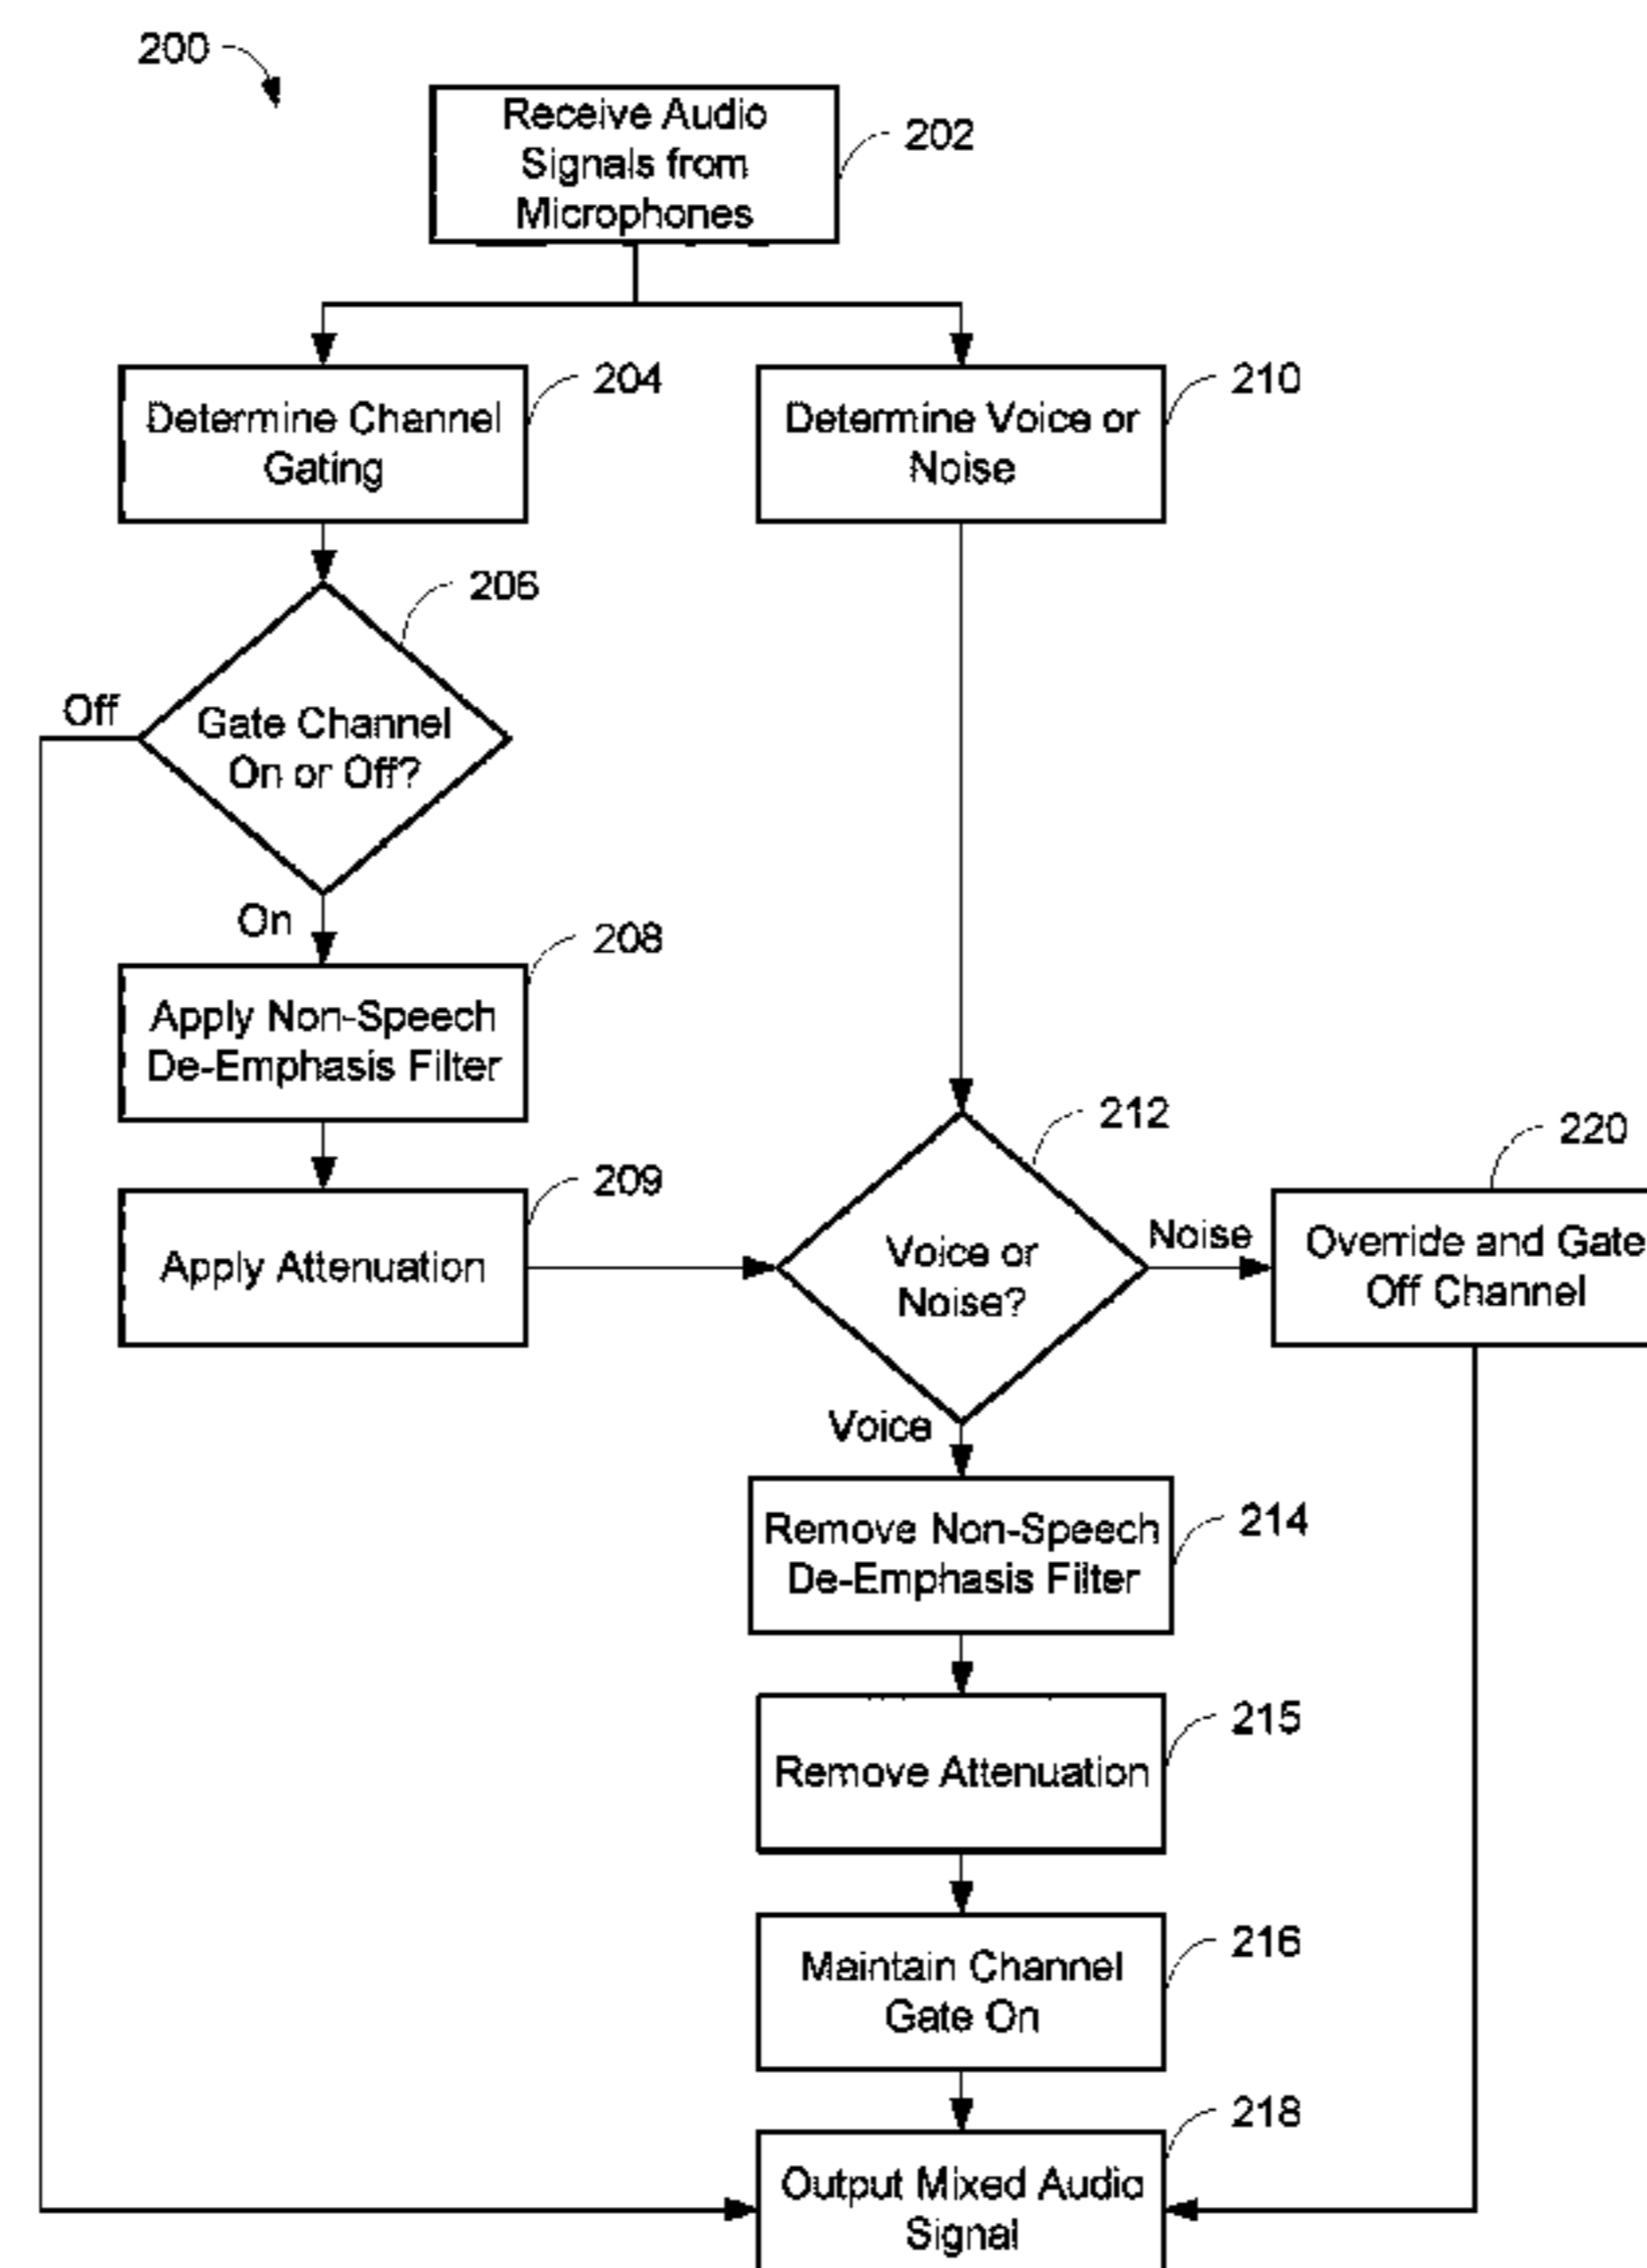 200
Receive Audio
Signals from
Microphones
202
Determine Channel
Gating
204
Determine Voice or
Noise
210
206
Off
Gate Channel
On or Off?
On
208
Apply Non-Speech
De-Emphasis Filter
209
Apply Attenuation
212
Voice or
Noise?
Noise
220
Override and Gate
Off Channel
Voice
Remove Non-Speech
De-Emphasis Filter
214
Remove Attenuation
215
Maintain Channel
Gate On
216
218
Output Mixed Audio
Signal